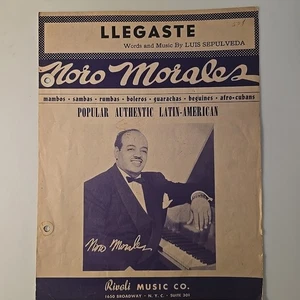 LLEGASTE
Words and Music By LUIS SEPULVEDA
Noro Morales
mambos - sambas - rumbas - boleros - guarachas - beguines - afro-cubans
POPULAR AUTHENTIC LATIN-AMERICAN
Noro Morales
Rivoli MUSIC CO.
1650 BROADWAY - N. Y. C. - SUITE 501